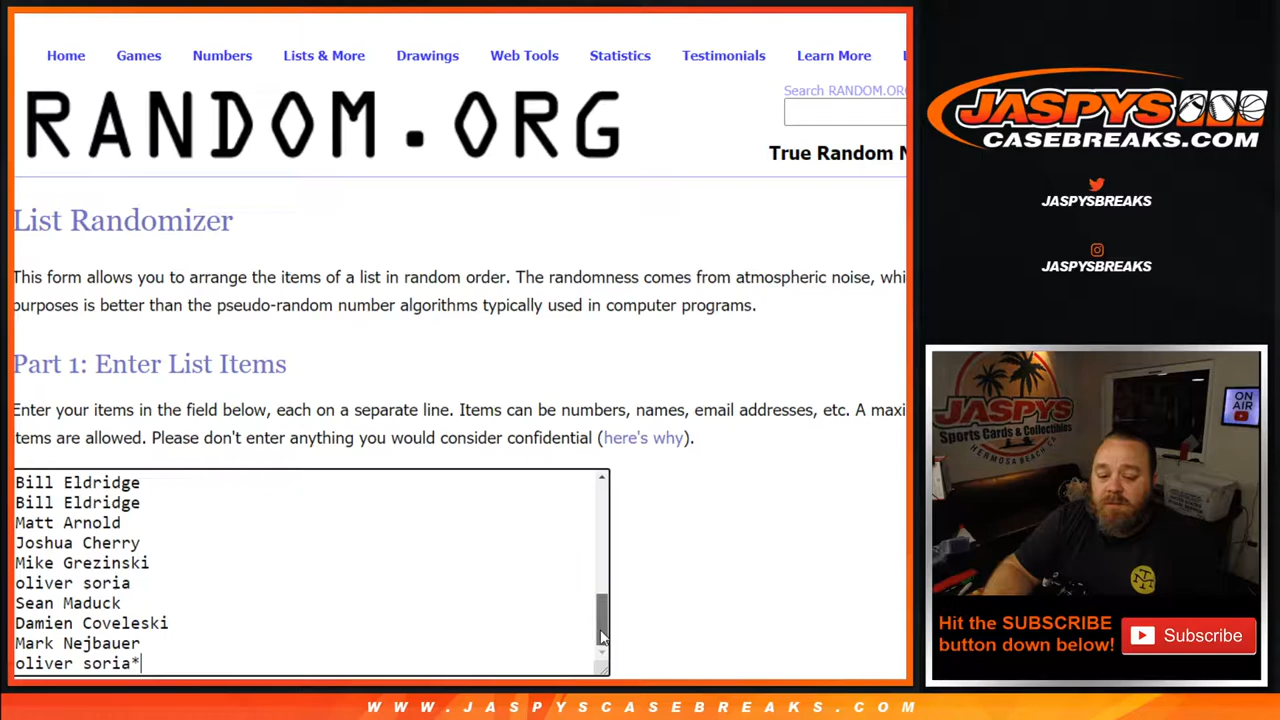 Home Games Numbers Lists & More Drawings Web Tools Statistics Testimonials Learn More
Search RANDOM.OR
RANDOM.ORG
True Random
List Randomizer
This form allows you to arrange the items of a list in random order. The randomness comes from atmospheric noise, whi
purposes is better than the pseudo-random number algorithms typically used in computer programs.
Part 1: Enter List Items
Enter your items in the field below, each on a separate line. Items can be numbers, names, email addresses, etc. A maxi
items are allowed. Please don't enter anything you would consider confidential (here's why).
Bill Eldridge
Bill Eldridge
Matt Arnold
Joshua Cherry
Mike Grezinski
oliver soria
Sean Maduck
Damien Coveleski
Mark Nejbauer
oliver soria*
JASPYS
CASEBREAKS.COM
JASPYSBREAKS
JASPYSBREAKS
JASPYS
Sports Cards & Collectibles
HERMOSA BEACH CA
ON
AIR
Hit the SUBSCRIBE
button down below!
Subscribe
WWW.JASPYSCASEBREAKS.COM